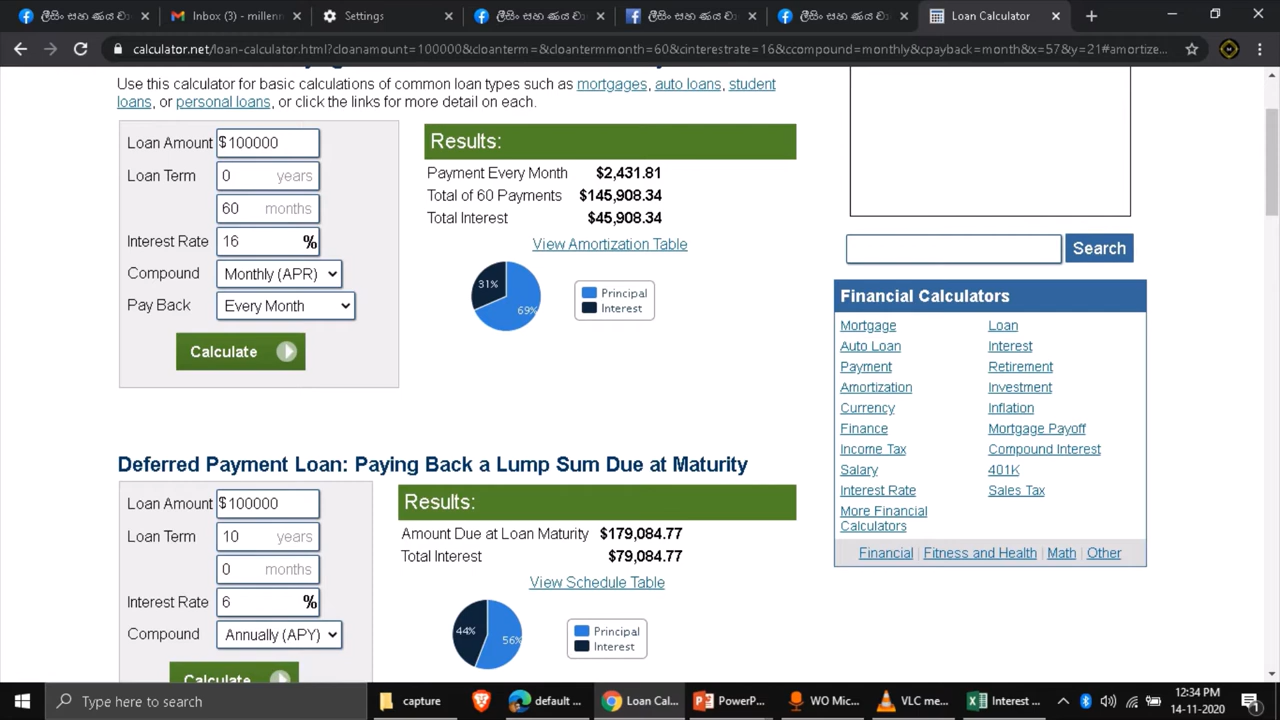 ලීසිං සහ ණය ව්‍යා
Inbox (3) - millenn
Settings
ලීසිං සහ ණය ව්‍යා
ලීසිං සහ ණය ව්‍යා
ලීසිං සහ ණය ව්‍යා
Loan Calculator
calculator.net/loan-calculator.html?cloanamount=100000&cloanterm=&cloantermmonth=60&cinterestrate=16&ccompound=monthly&cpayback=month&x=57&y=21#amortize...
Use this calculator for basic calculations of common loan types such as mortgages, auto loans, student
loans, or personal loans, or click the links for more detail on each.
Loan Amount $100000
Loan Term 0 years
60 months
Interest Rate 16 %
Compound Monthly (APR)
Pay Back Every Month
Calculate
Results:
Payment Every Month $2,431.81
Total of 60 Payments $145,908.34
Total Interest $45,908.34
View Amortization Table
31%
69%
Principal
Interest
Search
Financial Calculators
Mortgage Loan
Auto Loan Interest
Payment Retirement
Amortization Investment
Currency Inflation
Finance Mortgage Payoff
Income Tax Compound Interest
Salary 401K
Interest Rate Sales Tax
More Financial
Calculators
Financial | Fitness and Health | Math | Other
Deferred Payment Loan: Paying Back a Lump Sum Due at Maturity
Loan Amount $100000
Loan Term 10 years
0 months
Interest Rate 6 %
Compound Annually (APY)
Calculate
Results:
Amount Due at Loan Maturity $179,084.77
Total Interest $79,084.77
View Schedule Table
44%
56%
Principal
Interest
Type here to search
capture
default ...
Loan Cal...
PowerP...
WO Mic...
VLC me...
Interest ...
12:34 PM
14-11-2020
1